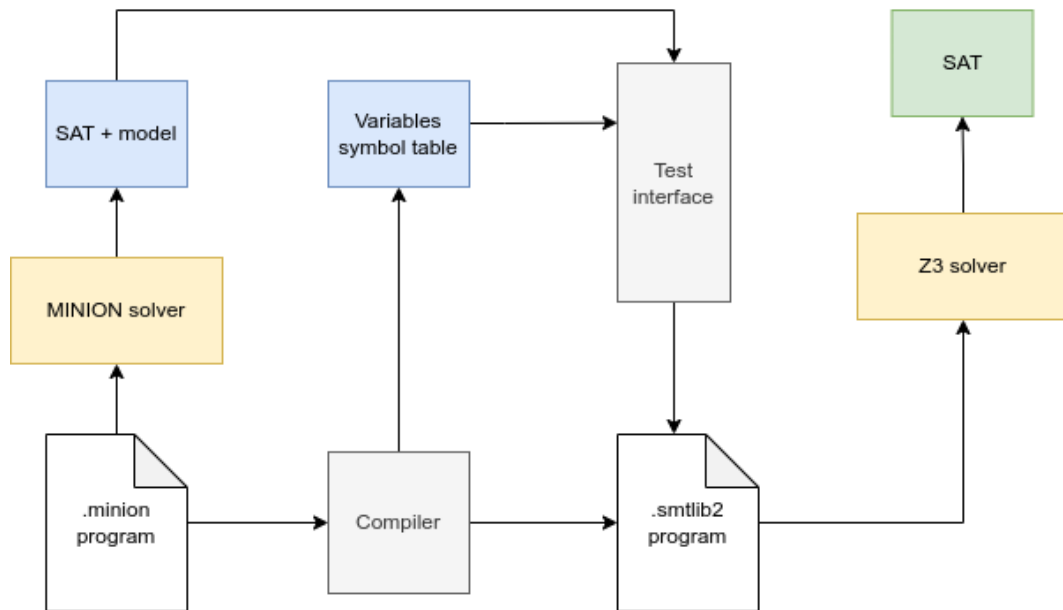 SAT
SAT + model
Variables
symbol table
Test
interface
Z3 solver
MINION solver
.minion
program
Compiler
.smtlib2
program